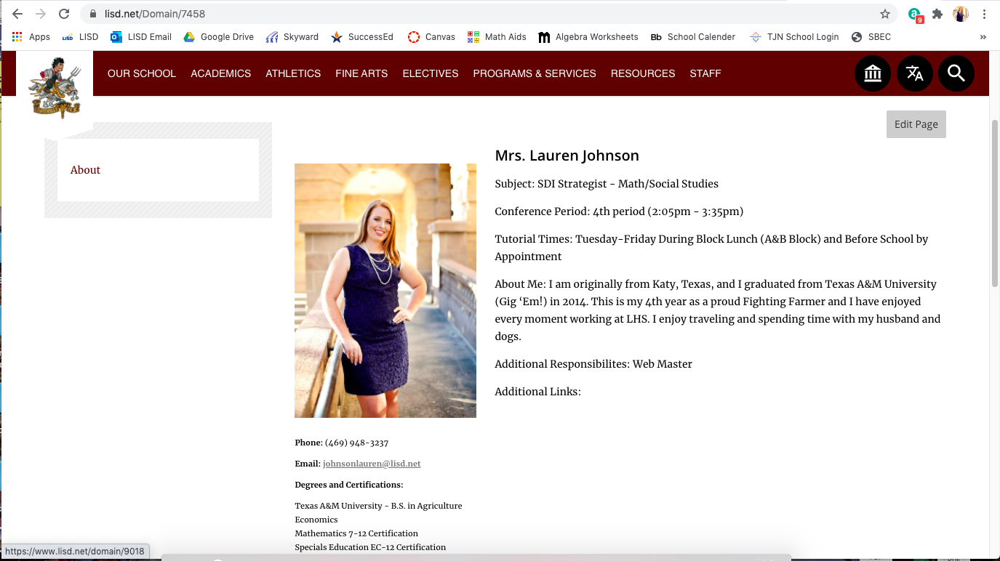 lisd.net/Domain/7458
9
Apps LISD LISD LISD Email Google Drive Skyward SuccessEd Canvas Math Aids Algebra Worksheets Bb School Calender TJN School Login SBEC »
OUR SCHOOL ACADEMICS ATHLETICS FINE ARTS ELECTIVES PROGRAMS & SERVICES RESOURCES STAFF
Edit Page
About
Mrs. Lauren Johnson
Subject: SDI Strategist - Math/Social Studies
Conference Period: 4th period (2:05pm - 3:35pm)
Tutorial Times: Tuesday-Friday During Block Lunch (A&B Block) and Before School by
Appointment
About Me: I am originally from Katy, Texas, and I graduated from Texas A&M University
(Gig ‘Em!) in 2014. This is my 4th year as a proud Fighting Farmer and I have enjoyed
every moment working at LHS. I enjoy traveling and spending time with my husband and
dogs.
Additional Responsibilites: Web Master
Additional Links:
Phone: (469) 948-3237
Email: johnsonlauren@lisd.net
Degrees and Certifications:
Texas A&M University - B.S. in Agriculture
Economics
Mathematics 7-12 Certification
Specials Education EC-12 Certification
https://www.lisd.net/domain/9018